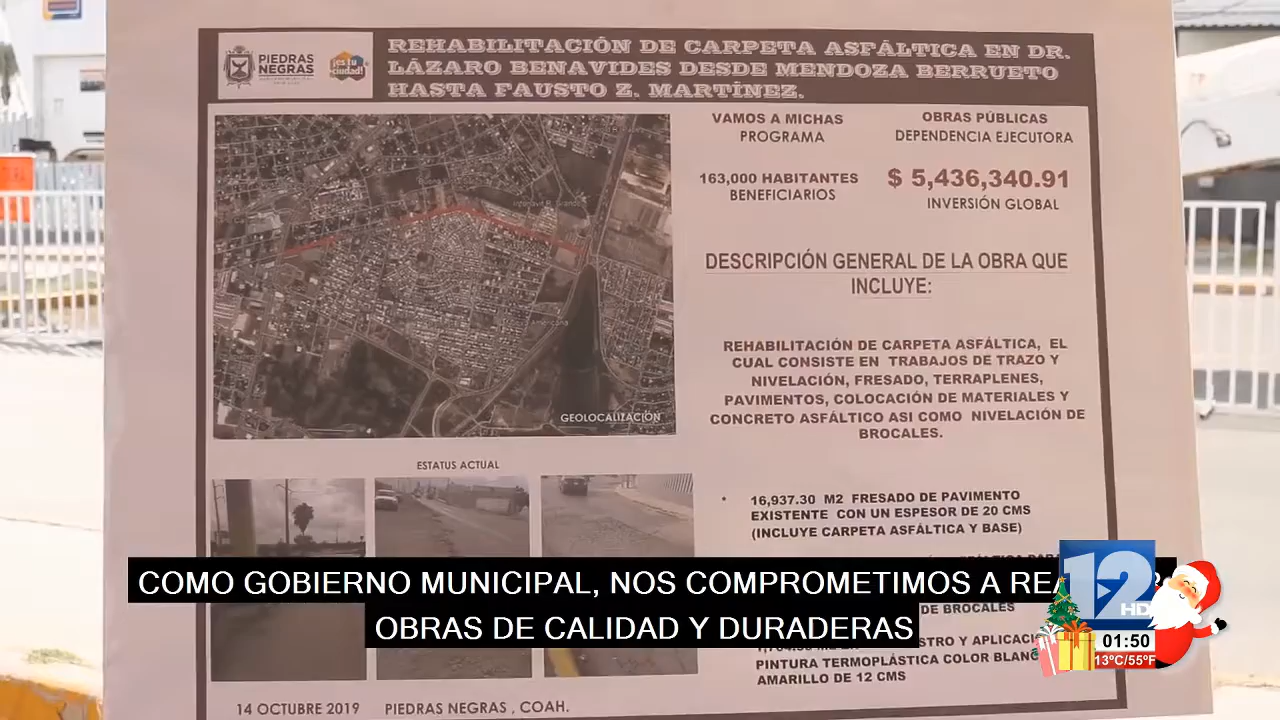 PIEDRAS
NEGRAS
¡es tu
ciudad!
REHABILITACIÓN DE CARPETA ASFÁLTICA EN DR.
LÁZARO BENAVIDES DESDE MENDOZA BERRUETO
HASTA FAUSTO Z. MARTÍNEZ.
VAMOS A MICHAS
PROGRAMA
OBRAS PÚBLICAS
DEPENDENCIA EJECUTORA
163,000 HABITANTES
BENEFICIARIOS
$ 5,436,340.91
INVERSIÓN GLOBAL
GEOLOCALIZACIÓN
DESCRIPCIÓN GENERAL DE LA OBRA QUE
INCLUYE:
REHABILITACIÓN DE CARPETA ASFÁLTICA, EL
CUAL CONSISTE EN TRABAJOS DE TRAZO Y
NIVELACIÓN, FRESADO, TERRAPLENES,
PAVIMENTOS, COLOCACIÓN DE MATERIALES Y
CONCRETO ASFÁLTICO ASI COMO NIVELACIÓN DE
BROCALES.
ESTATUS ACTUAL
• 16,937.30 M2 FRESADO DE PAVIMENTO
EXISTENTE CON UN ESPESOR DE 20 CMS
(INCLUYE CARPETA ASFÁLTICA Y BASE)
COMO GOBIERNO MUNICIPAL, NOS COMPROMETIMOS A
OBRAS DE CALIDAD Y DURADERAS
DE BROCALES
Y APLICACI
PINTURA TERMOPLÁSTICA COLOR BLAN
AMARILLO DE 12 CMS
14 OCTUBRE 2019 PIEDRAS NEGRAS , COAH.
12
HD
01:50
13°C/55°F